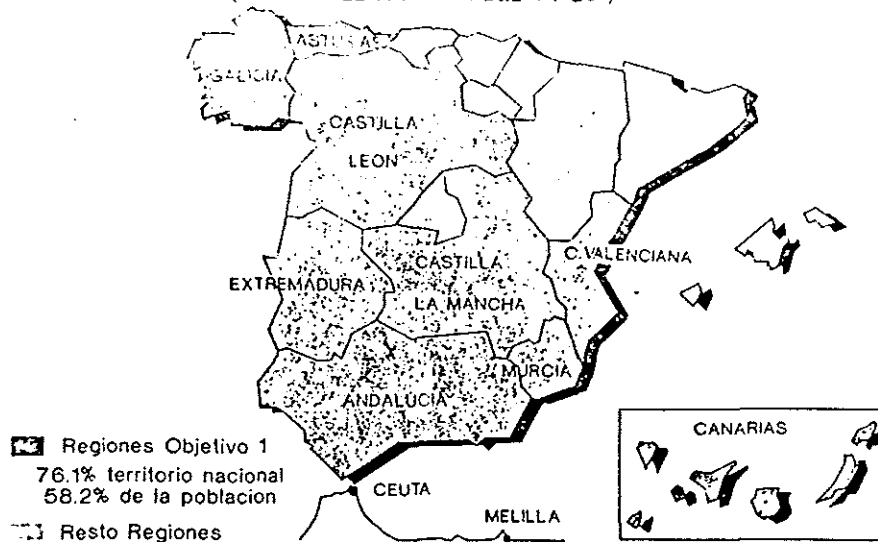 ASTURIAS
GALICIA
CASTILLA
LEON
C.VALENCIANA
CASTILLA
EXTREMADURA
LA MANCHA
MURCIA
ANDALUCIA
CANARIAS
Regiones Objetivo 1
76.1% territorio nacional
58.2% de la poblacion
CEUTA
MELILLA
Resto Regiones